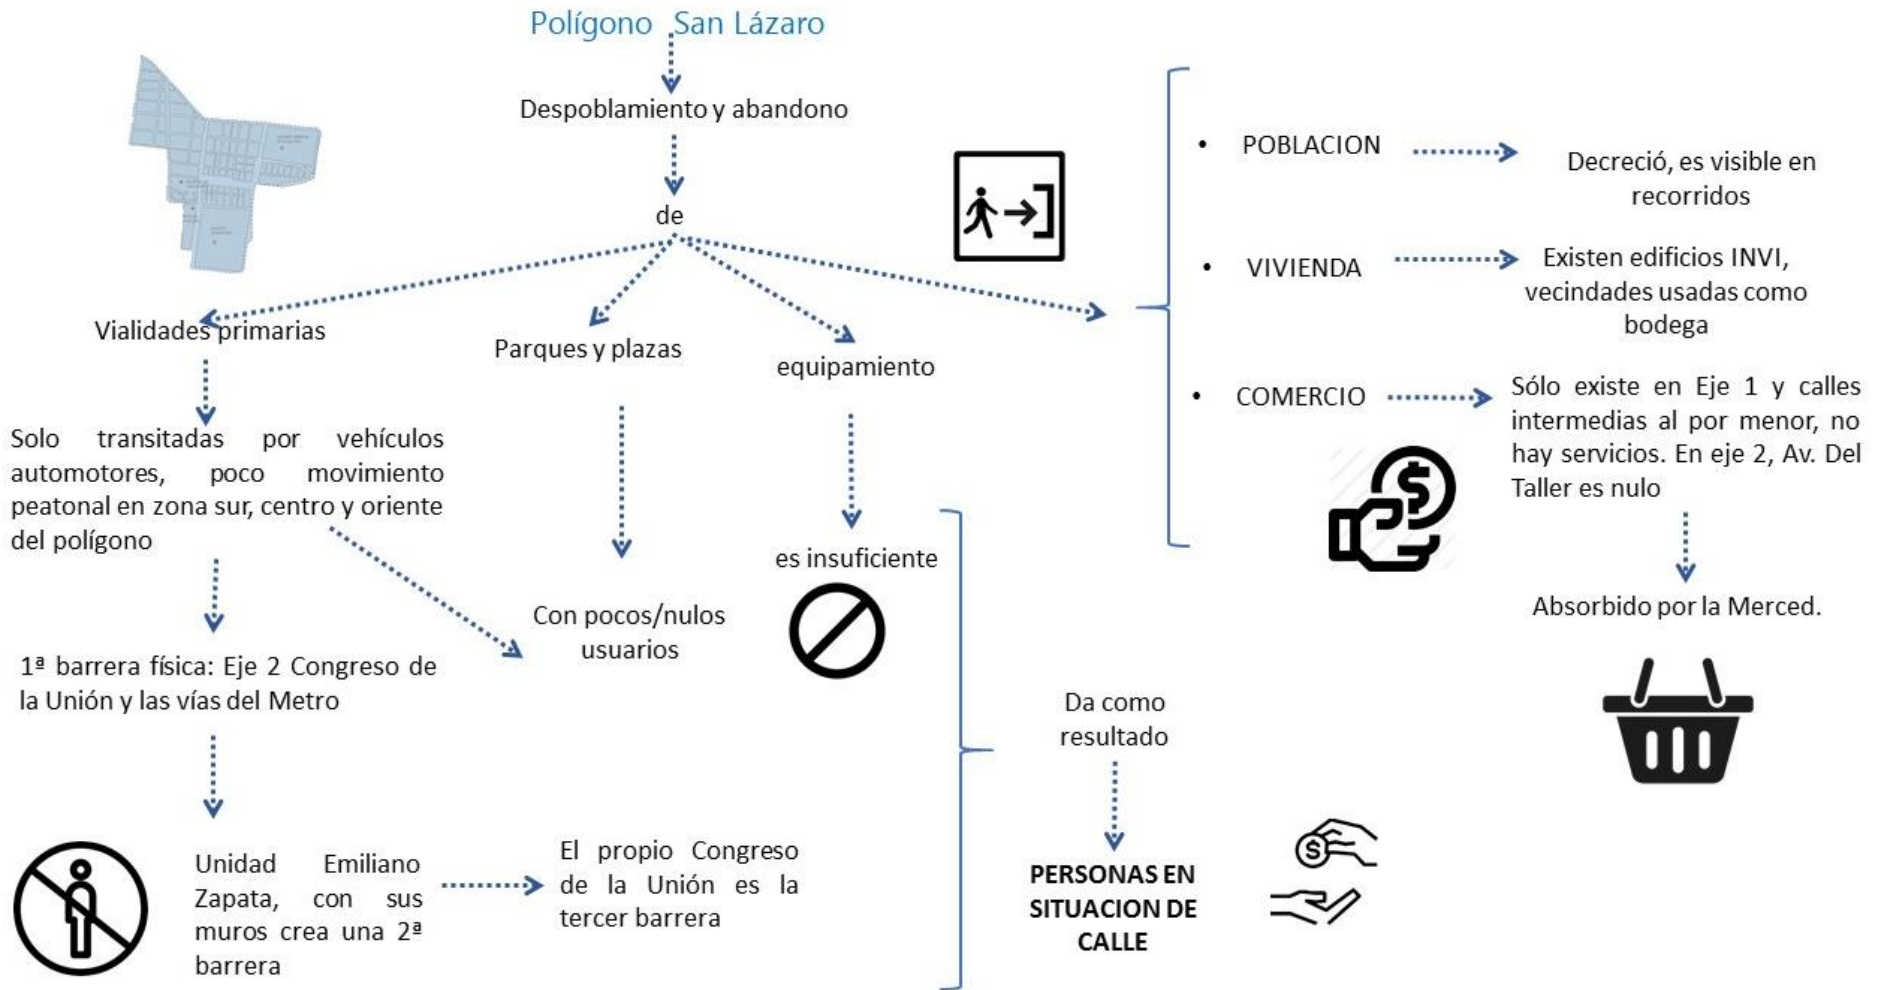 Polígono San Lázaro
Despoblamiento y abandono
de
Vialidades primarias
Solo transitadas por vehículos
automotores, poco movimiento
peatonal en zona sur, centro y oriente
del polígono
1ª barrera física: Eje 2 Congreso de
la Unión y las vías del Metro
Unidad Emiliano
Zapata, con sus
muros crea una 2ª
barrera
El propio Congreso
de la Unión es la
tercer barrera
Parques y plazas
Con pocos/nulos
usuarios
equipamiento
es insuficiente
Da como
resultado
PERSONAS EN
SITUACION DE
CALLE
• POBLACION
Decreció, es visible en
recorridos
• VIVIENDA
Existen edificios INVI,
vecindades usadas como
bodega
• COMERCIO
Sólo existe en Eje 1 y calles
intermedias al por menor, no
hay servicios. En eje 2, Av. Del
Taller es nulo
Absorbido por la Merced.
$
$